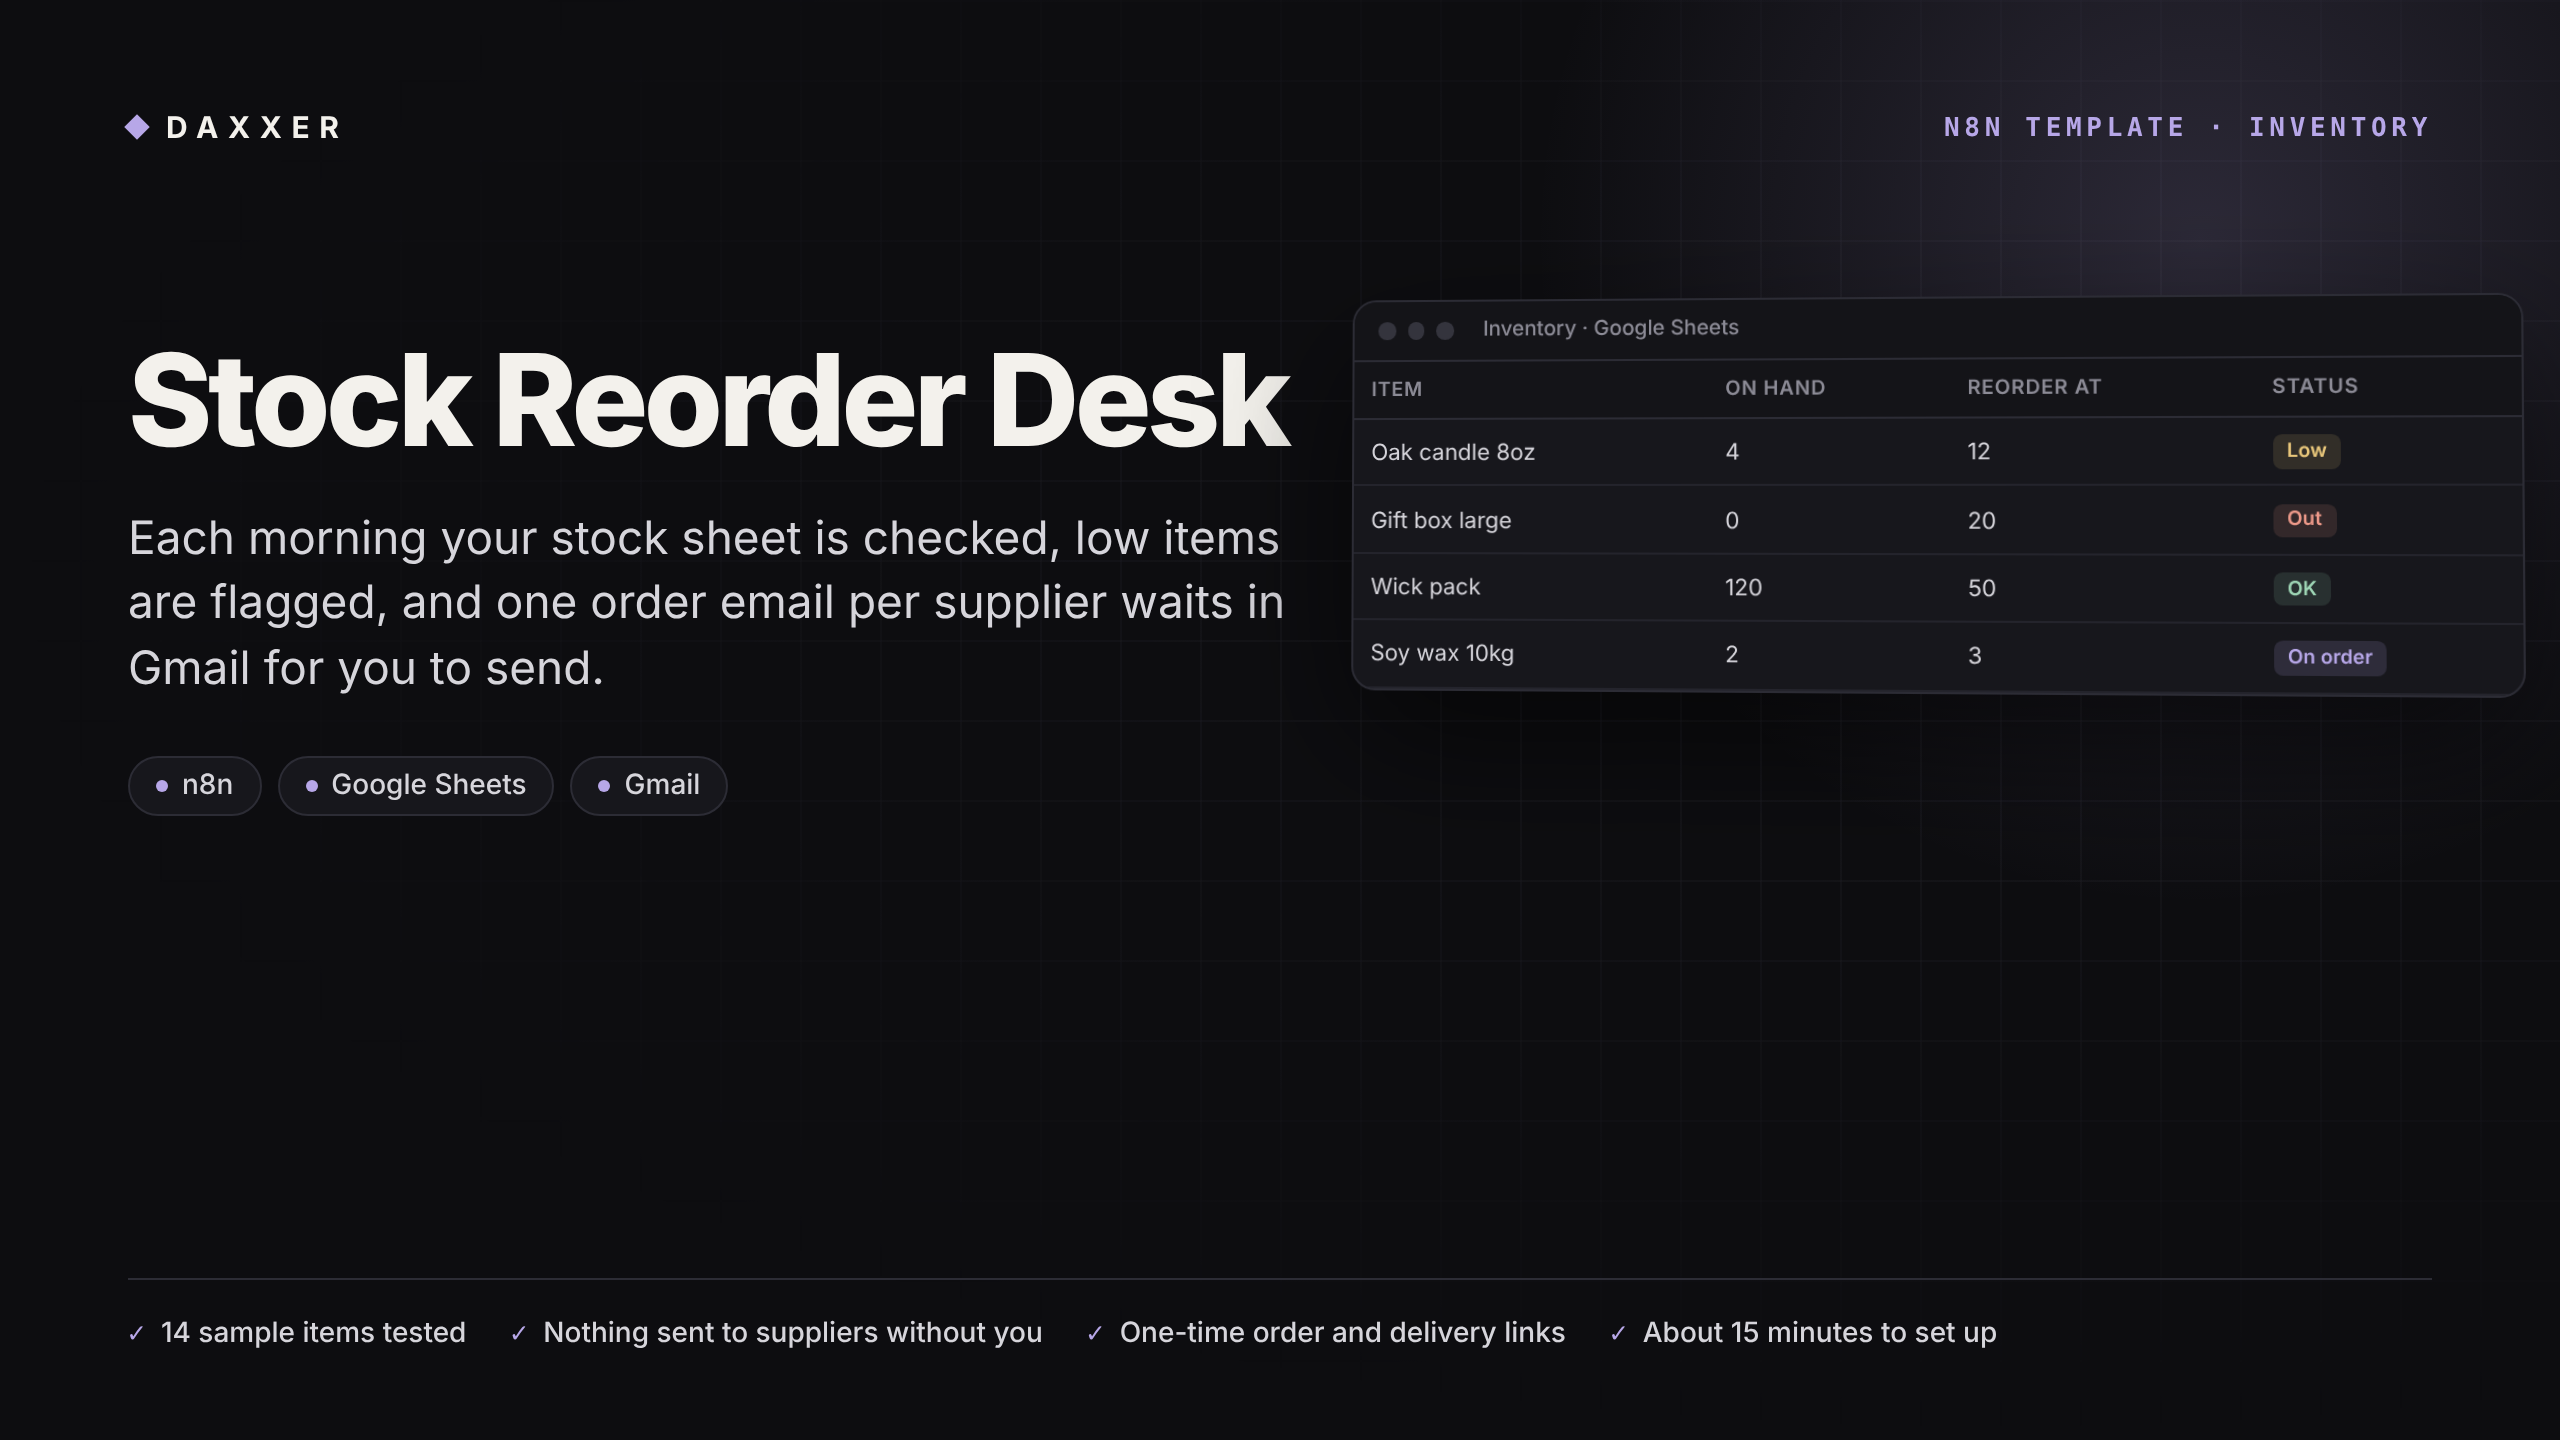 DAXXER
N8N TEMPLATE · INVENTORY
Stock Reorder Desk
Each morning your stock sheet is checked, low items
are flagged, and one order email per supplier waits in
Gmail for you to send.
n8n
Google Sheets
Gmail
Inventory · Google Sheets
ITEM ON HAND REORDER AT STATUS
Oak candle 8oz 4 12 Low
Gift box large 0 20 Out
Wick pack 120 50 OK
Soy wax 10kg 2 3 On order
✓ 14 sample items tested ✓ Nothing sent to suppliers without you ✓ One-time order and delivery links ✓ About 15 minutes to set up